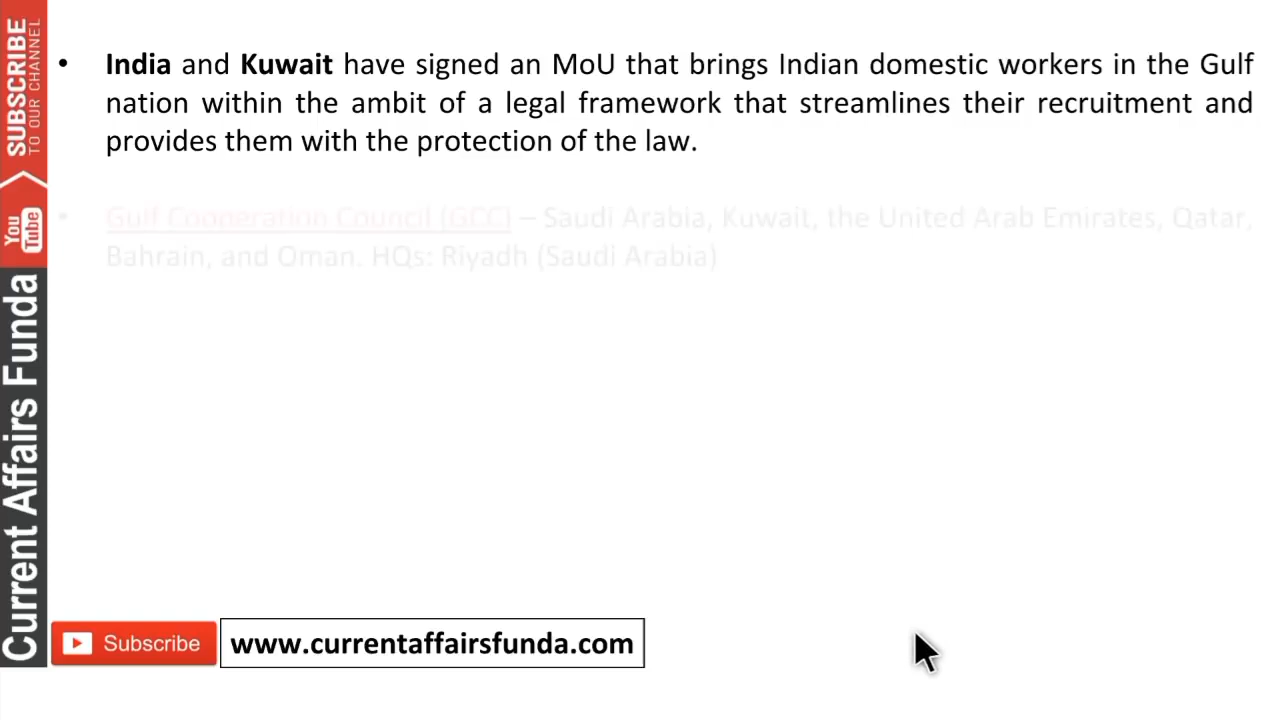 • India and Kuwait have signed an MoU that brings Indian domestic workers in the Gulf
nation within the ambit of a legal framework that streamlines their recruitment and
provides them with the protection of the law.
• Gulf Cooperation Council (GCC) – Saudi Arabia, Kuwait, the United Arab Emirates, Qatar,
Bahrain, and Oman. HQs: Riyadh (Saudi Arabia)
SUBSCRIBE
TO OUR CHANNEL
You
Tube
Current Affairs Funda
Subscribe
www.currentaffairsfunda.com